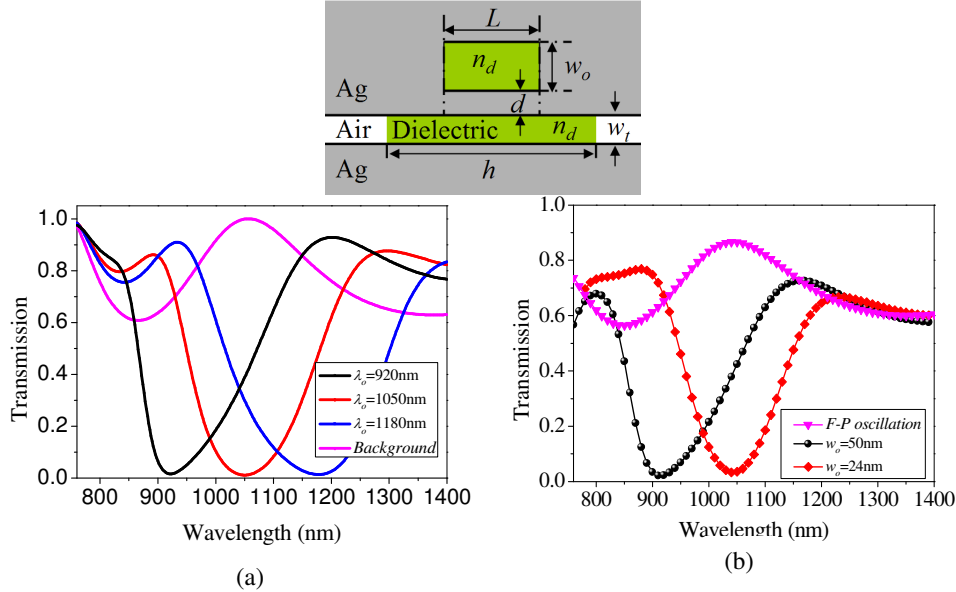 L
n_d
w_o
Ag
d
Air
Dielectric
n_d
w_t
Ag
h
1.0
0.8
0.6
0.4
0.2
0.0
Transmission
λ_o=920nm
λ_o=1050nm
λ_o=1180nm
Background
800 900 1000 1100 1200 1300 1400
Wavelength (nm)
(a)
1.0
0.8
0.6
0.4
0.2
0.0
Transmission
F-P oscillation
w_o=50nm
w_o=24nm
800 900 1000 1100 1200 1300 1400
Wavelength (nm)
(b)